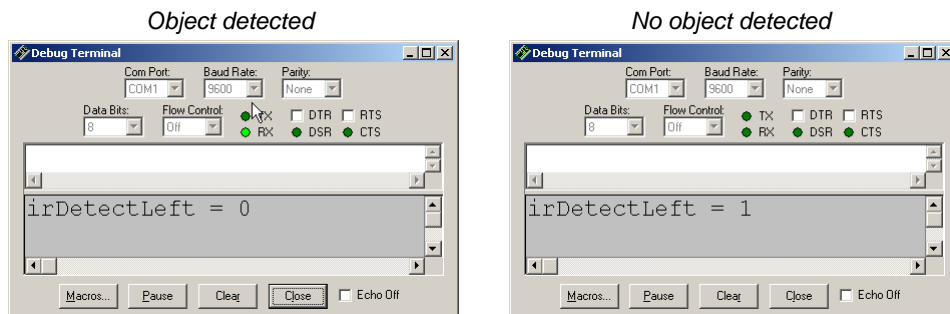 Object detected
Debug Terminal
Com Port: Baud Rate: Parity:
COM1 9600 None
Data Bits: Flow Control: TX DTR RTS
8 Off RX DSR CTS
irDetectLeft = 0
Macros... Pause Clear Close Echo Off
No object detected
Debug Terminal
Com Port: Baud Rate: Parity:
COM1 9600 None
Data Bits: Flow Control: TX DTR RTS
8 Off RX DSR CTS
irDetectLeft = 1
Macros... Pause Clear Close Echo Off